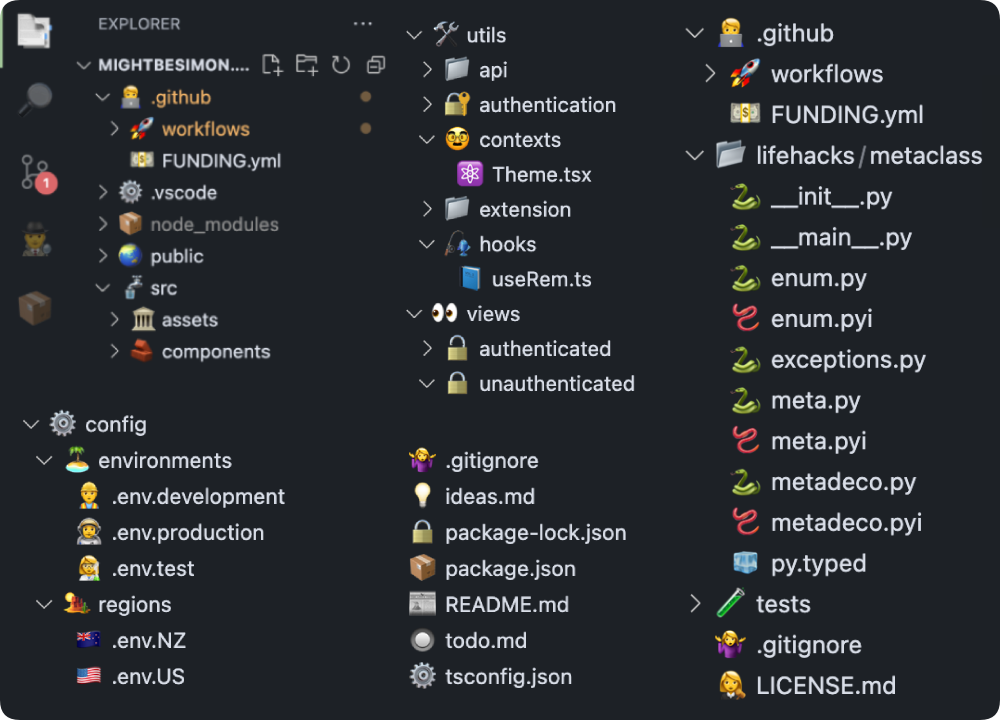 EXPLORER
MIGHTBESIMON....
.github
workflows
FUNDING.yml
.vscode
1
node_modules
public
src
assets
components
config
environments
.env.development
.env.production
.env.test
regions
.env.NZ
.env.US
utils
api
authentication
contexts
Theme.tsx
extension
hooks
useRem.ts
views
authenticated
unauthenticated
.gitignore
ideas.md
package-lock.json
package.json
README.md
todo.md
tsconfig.json
.github
workflows
FUNDING.yml
lifehacks/metaclass
__init__.py
__main__.py
enum.py
enum.pyi
exceptions.py
meta.py
meta.pyi
metadeco.py
metadeco.pyi
py.typed
tests
.gitignore
LICENSE.md